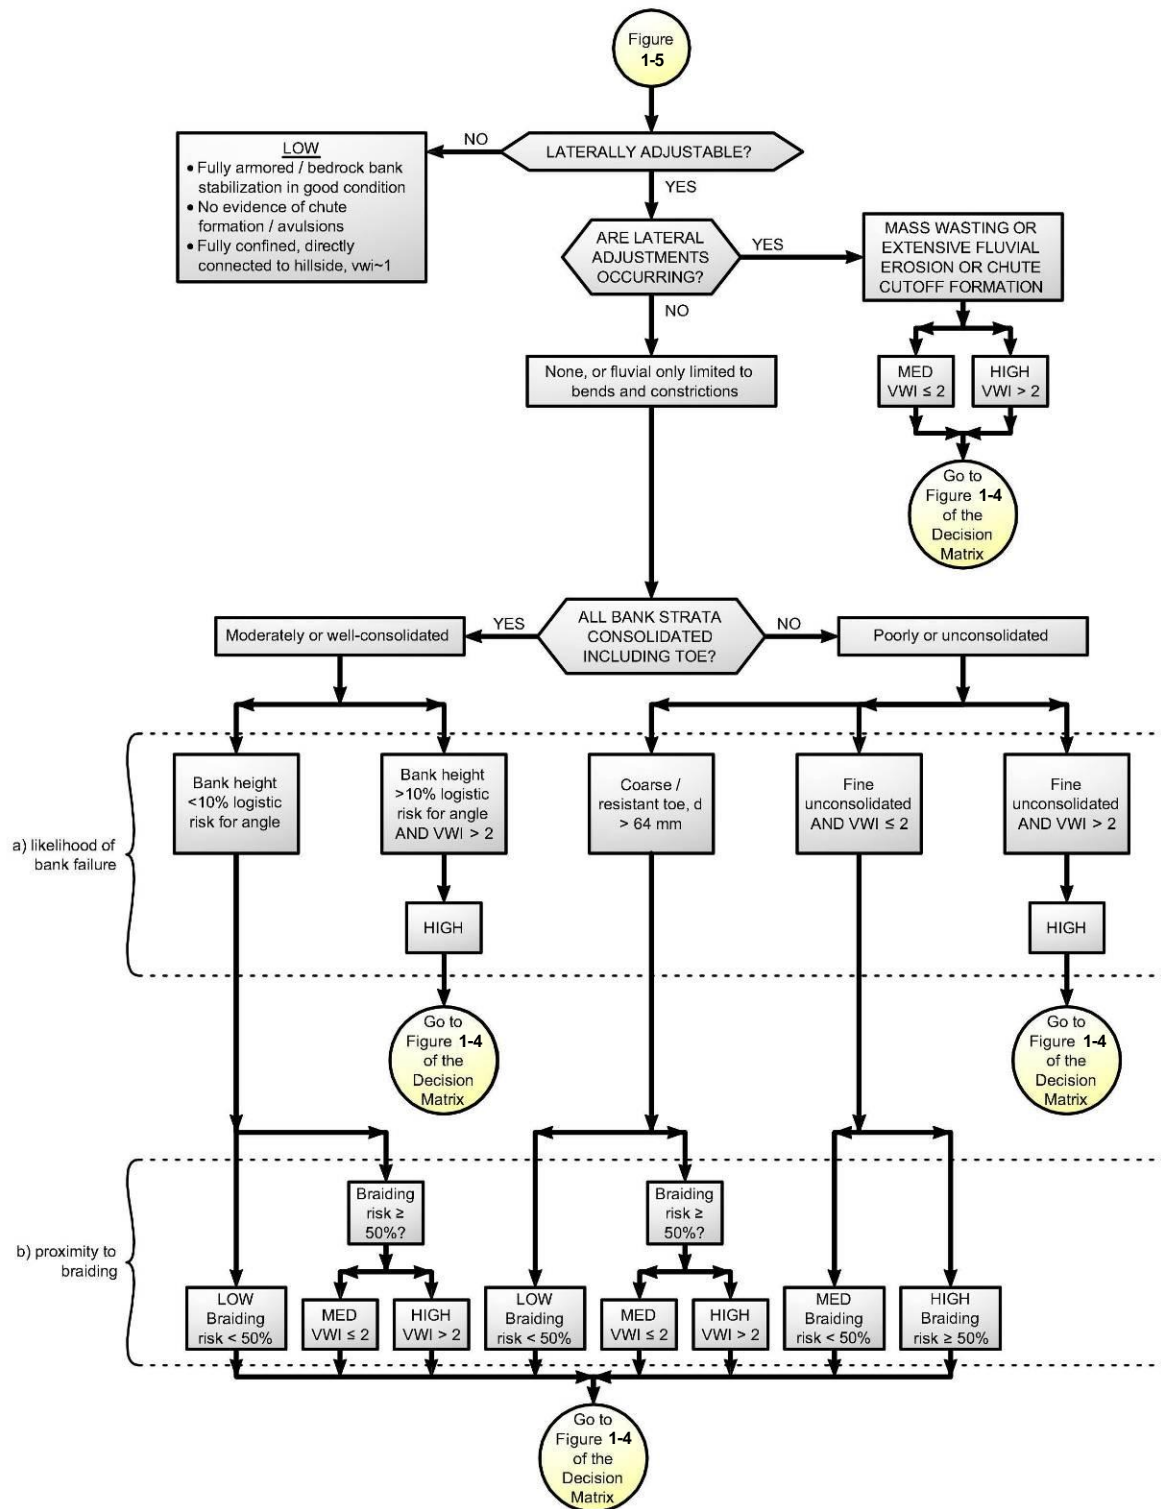 Figure
1-5
LATERALLY ADJUSTABLE?
NO
LOW
• Fully armored / bedrock bank
stabilization in good condition
• No evidence of chute
formation / avulsions
• Fully confined, directly
connected to hillside, vwi~1
YES
ARE LATERAL
ADJUSTMENTS
OCCURRING?
YES
MASS WASTING OR
EXTENSIVE FLUVIAL
EROSION OR CHUTE
CUTOFF FORMATION
NO
None, or fluvial only limited to
bends and constrictions
MED
VWI ≤ 2
HIGH
VWI > 2
Go to
Figure 1-4
of the
Decision
Matrix
ALL BANK STRATA
CONSOLIDATED
INCLUDING TOE?
YES
Moderately or well-consolidated
NO
Poorly or unconsolidated
a) likelihood of
bank failure
Bank height
<10% logistic
risk for angle
Bank height
>10% logistic
risk for angle
AND VWI > 2
Coarse /
resistant toe, d
> 64 mm
Fine
unconsolidated
AND VWI ≤ 2
Fine
unconsolidated
AND VWI > 2
HIGH
HIGH
Go to
Figure 1-4
of the
Decision
Matrix
Go to
Figure 1-4
of the
Decision
Matrix
b) proximity to
braiding
Braiding
risk ≥
50%?
Braiding
risk ≥
50%?
LOW
Braiding
risk < 50%
MED
VWI ≤ 2
HIGH
VWI > 2
LOW
Braiding
risk < 50%
MED
VWI ≤ 2
HIGH
VWI > 2
MED
Braiding
risk < 50%
HIGH
Braiding
risk ≥ 50%
Go to
Figure 1-4
of the
Decision
Matrix